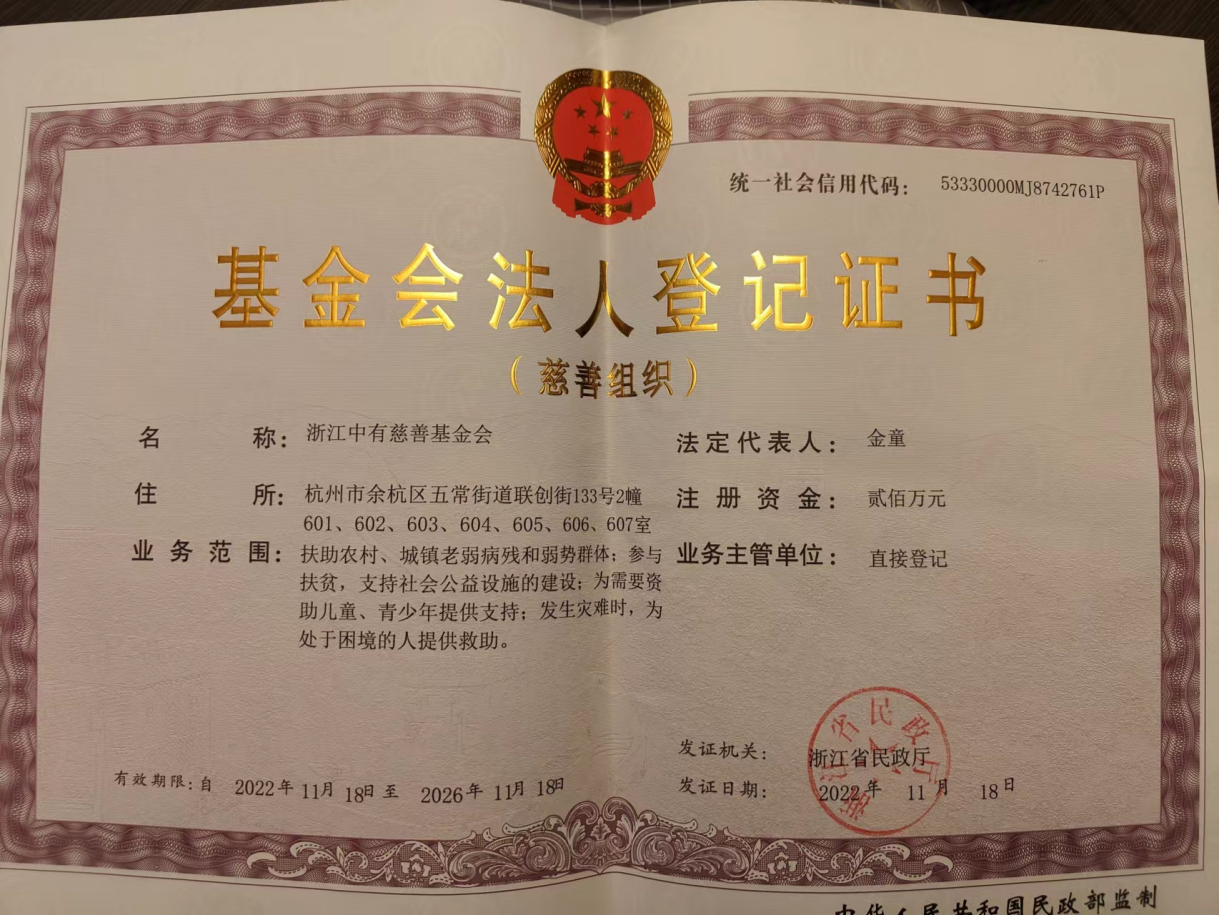 统一社会信用代码： 53330000MJ8742761P
基金会法人登记证书
（慈善组织）
名 称： 浙江中有慈善基金会
法定代表人： 金童
住 所： 杭州市余杭区五常街道联创街133号2幢
601、602、603、604、605、606、607室
注册资金： 贰佰万元
业务范围： 扶助农村、城镇老弱病残和弱势群体；参与
扶贫，支持社会公益设施的建设；为需要资
助儿童、青少年提供支持；发生灾难时，为
处于困境的人提供救助。
业务主管单位： 直接登记
发证机关： 浙江省民政厅
发证日期： 2022年 11月 18日
有效期限：自 2022年 11月 18日 至 2026年 11月 18日
浙江省民政厅
中华人民共和国民政部监制